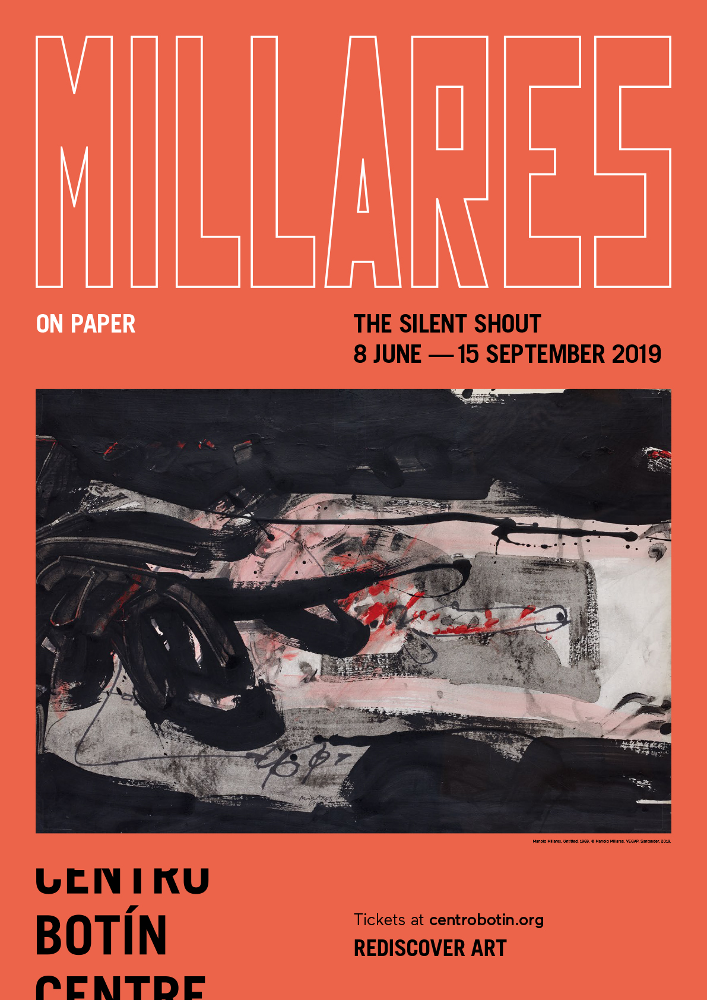 MILLARES
ON PAPER
THE SILENT SHOUT
8 JUNE — 15 SEPTEMBER 2019
Manolo Millares, Untitled, 1969. © Manolo Millares. VEGAP, Santander, 2019.
CENTRO
BOTÍN
CENTRE
Tickets at centrobotin.org
REDISCOVER ART